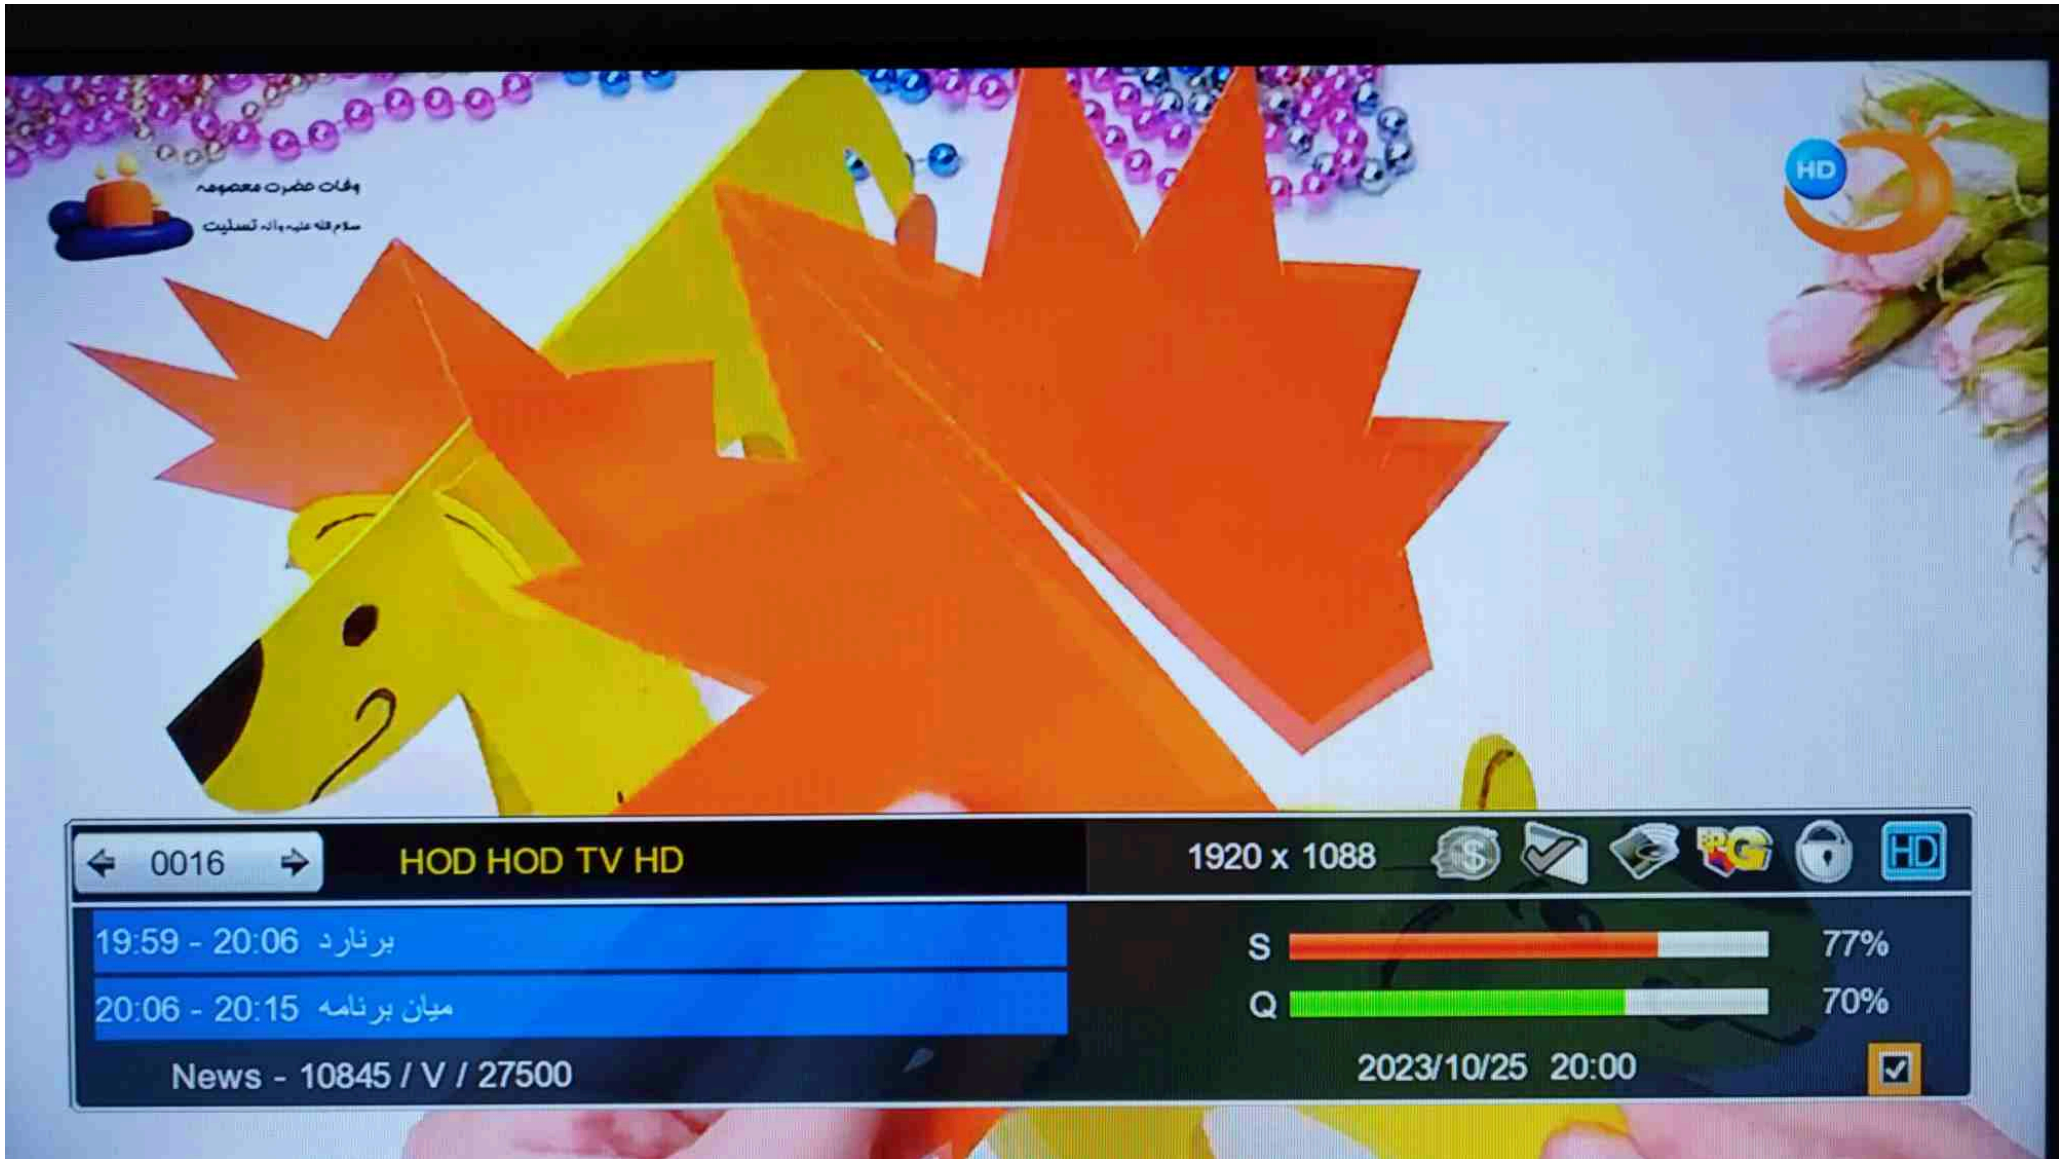 وفات حضرت معصومه
سلام الله علیها تسلیت
HD
0016
HOD HOD TV HD
1920 x 1088
$
EPG
HD
19:59 - 20:06 برنارد
20:06 - 20:15 میان برنامه
S 77%
Q 70%
News - 10845 / V / 27500
2023/10/25 20:00